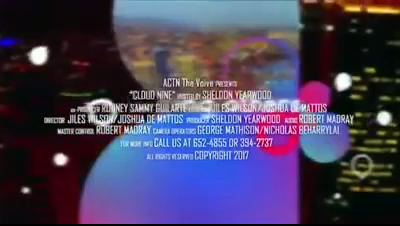 ACTN The Voive PRESENTS
"CLOUD NINE" HOSTED BY SHELDON YEARWOOD
RODNEY SAMMY GUILARTE JILES WILSON/JOSHUA DE MATTOS
DIRECTOR JILES WILSON/JOSHUA DE MATTOS PRODUCER SHELDON YEARWOOD AUDIO ROBERT MADRAY
MASTER CONTROL ROBERT MADRAY CAMERA OPERATORS GEORGE MATHISON/NICHOLAS BEHARRYLAL
FOR MORE INFO CALL US AT 652-4855 OR 394-2737
ALL RIGHTS RESERVED COPYRIGHT 2017